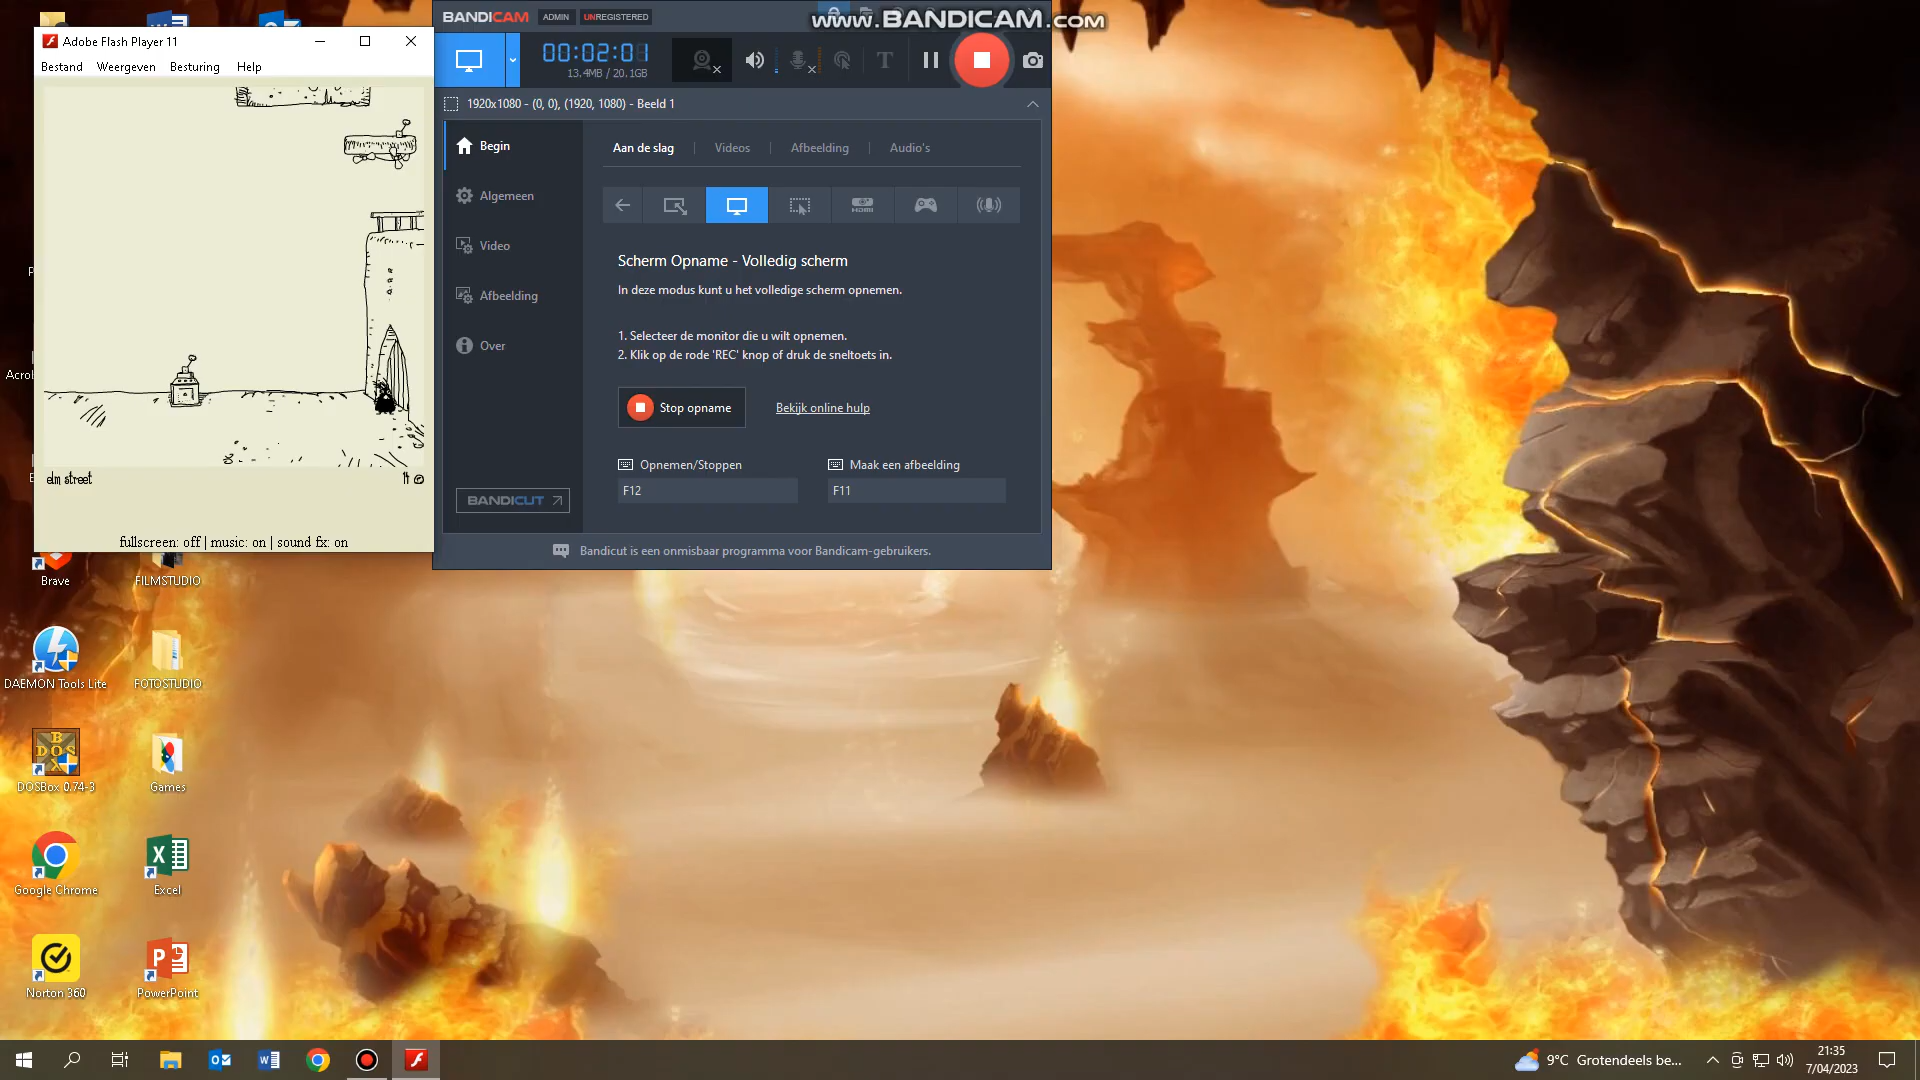 www.BANDICAM.com
Adobe Flash Player 11
Bestand Weergeven Besturing Help
elm street
14
fullscreen: off | music: on | sound fx: on
BANDICAM ADMIN UNREGISTERED
00:02:01
13.4MB / 20.1GB
1920x1080 - (0, 0), (1920, 1080) - Beeld 1
Begin
Algemeen
Video
Afbeelding
Over
BANDICUT
Aan de slag | Videos | Afbeelding | Audio's
HDMI
Scherm Opname - Volledig scherm
In deze modus kunt u het volledige scherm opnemen.
1. Selecteer de monitor die u wilt opnemen.
2. Klik op de rode 'REC' knop of druk de sneltoets in.
Stop opname
Bekijk online hulp
Opnemen/Stoppen
Maak een afbeelding
F12
F11
Bandicut is een onmisbaar programma voor Bandicam-gebruikers.
Acro
Brave
FILMSTUDIO
DAEMON Tools Lite
FOTOSTUDIO
DOSBox 0.74-3
Games
Google Chrome
Excel
Norton 360
PowerPoint
9°C Grotendeels be...
21:35
7/04/2023